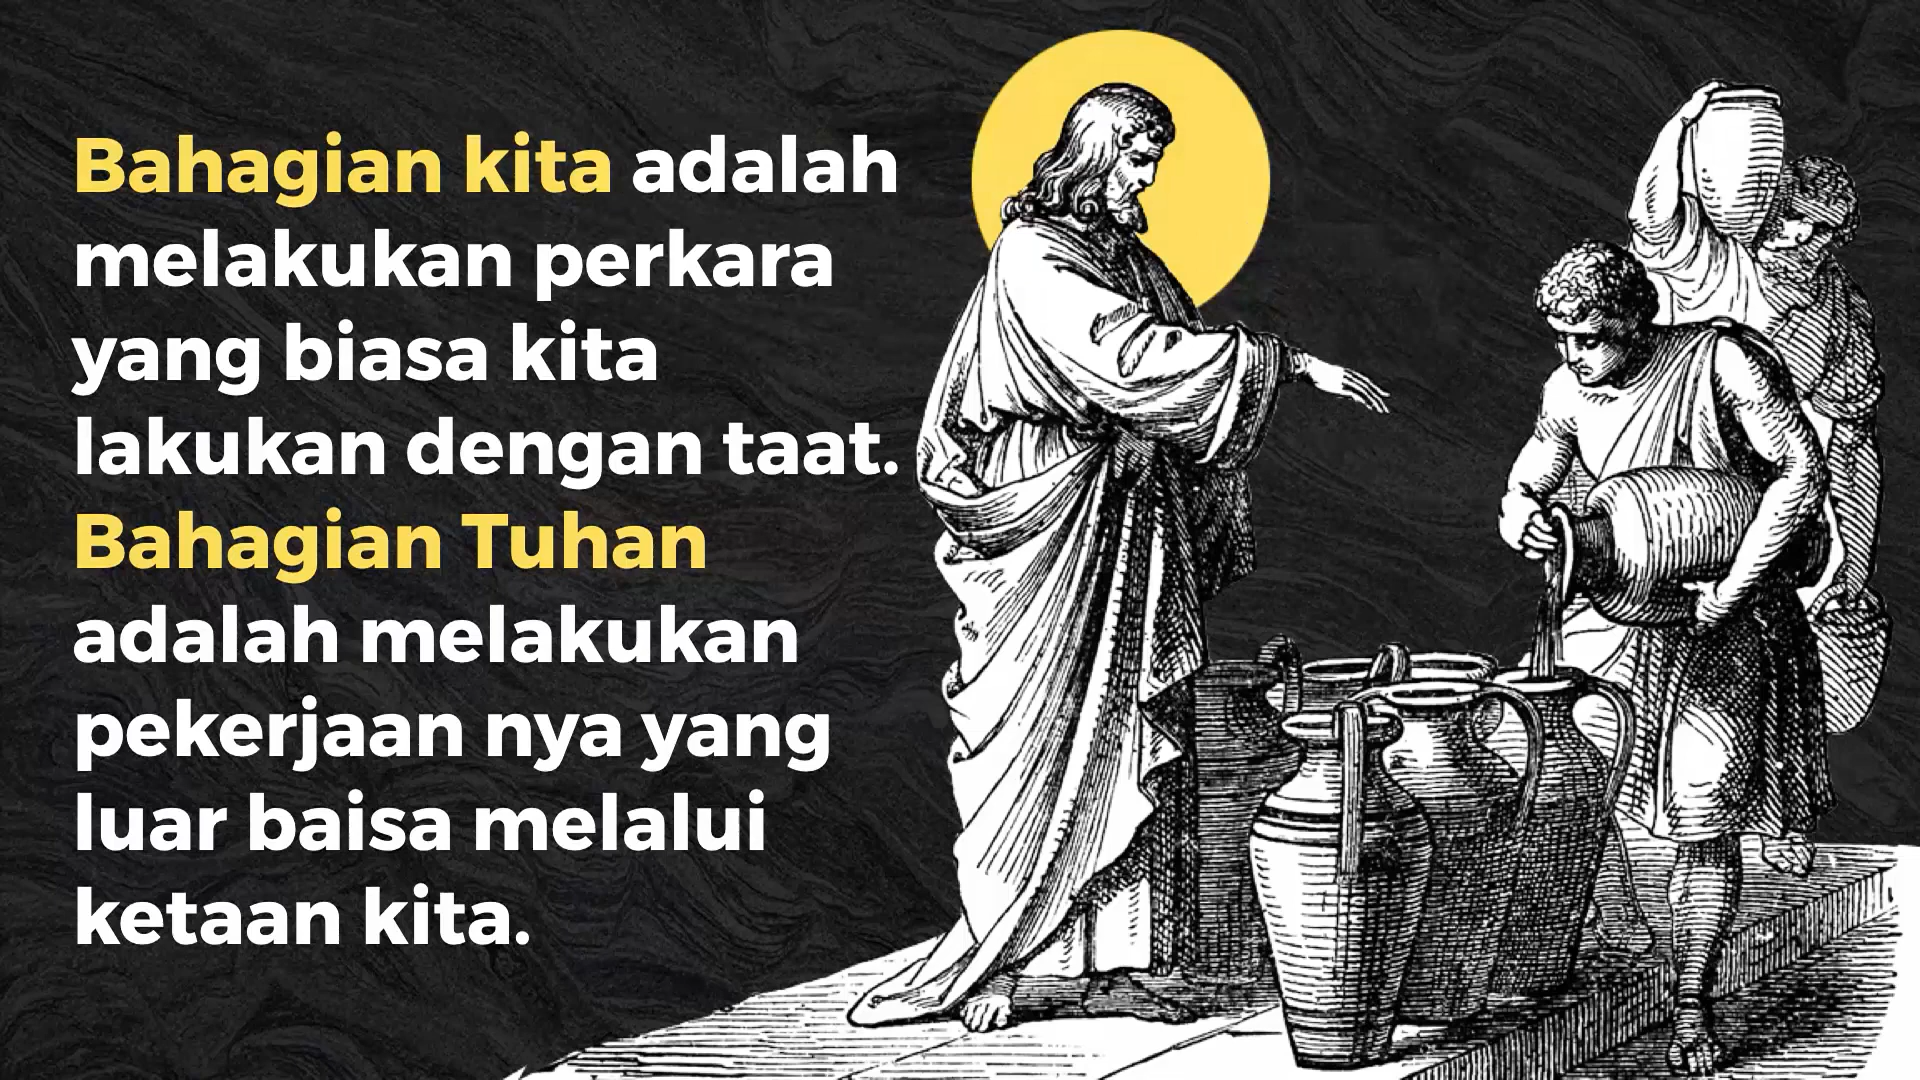 Bahagian kita adalah
melakukan perkara
yang biasa kita
lakukan dengan taat.
Bahagian Tuhan
adalah melakukan
pekerjaan nya yang
luar baisa melalui
ketaan kita.